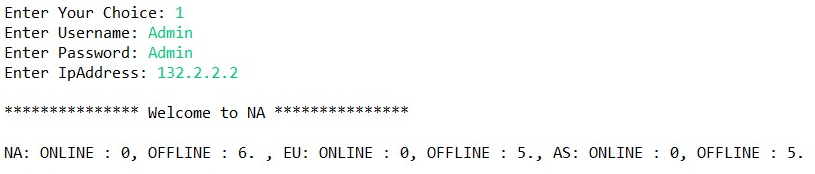 Enter Your Choice: 1
Enter Username: Admin
Enter Password: Admin
Enter IpAddress: 132.2.2.2
*************** Welcome to NA ***************
NA: ONLINE : 0, OFFLINE : 6. , EU: ONLINE : 0, OFFLINE : 5., AS: ONLINE : 0, OFFLINE : 5.